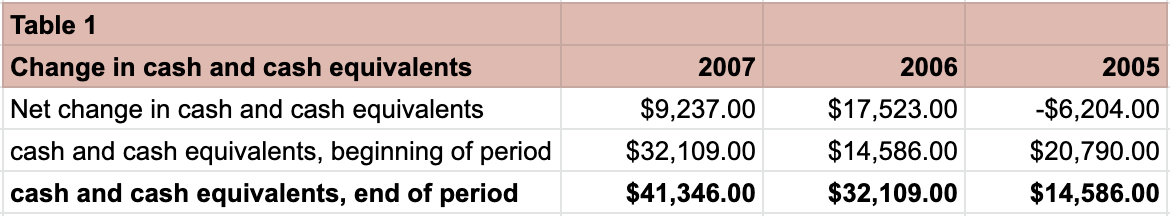 Table 1
Change in cash and cash equivalents 2007 2006 2005
Net change in cash and cash equivalents $9,237.00 $17,523.00 -$6,204.00
cash and cash equivalents, beginning of period $32,109.00 $14,586.00 $20,790.00
cash and cash equivalents, end of period $41,346.00 $32,109.00 $14,586.00